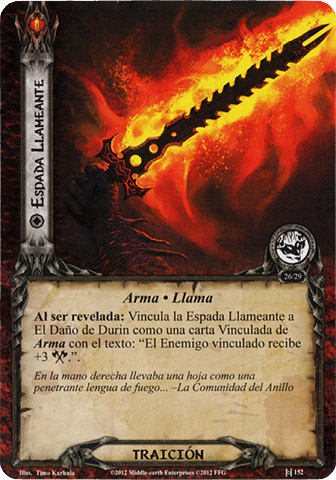 Espada Llameante
26/29
Arma • Llama
Al ser revelada: Vincula la Espada Llameante a
El Daño de Durin como una carta Vinculada de
Arma con el texto: “El Enemigo vinculado recibe
+3 .”.
En la mano derecha llevaba una hoja como una
penetrante lengua de fuego... –La Comunidad del Anillo
TRAICIÓN
Illus. Timo Karhula ©2012 Middle-earth Enterprises ©2012 FFG 152